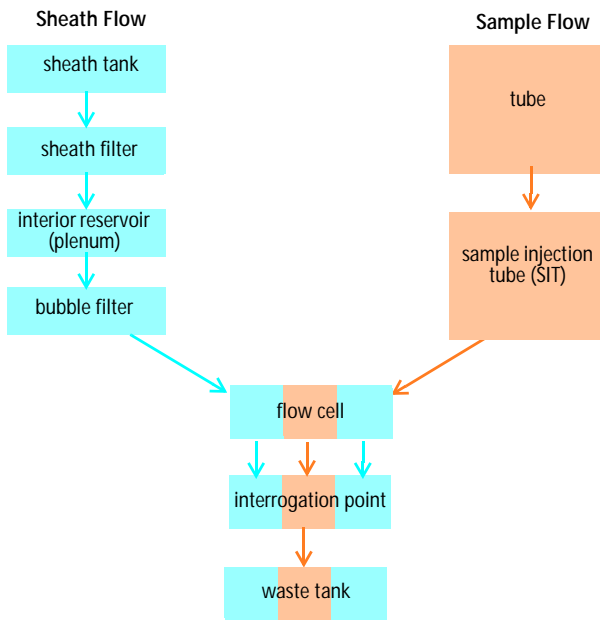 Sheath Flow
sheath tank
sheath filter
interior reservoir
(plenum)
bubble filter
Sample Flow
tube
sample injection
tube (SIT)
flow cell
interrogation point
waste tank